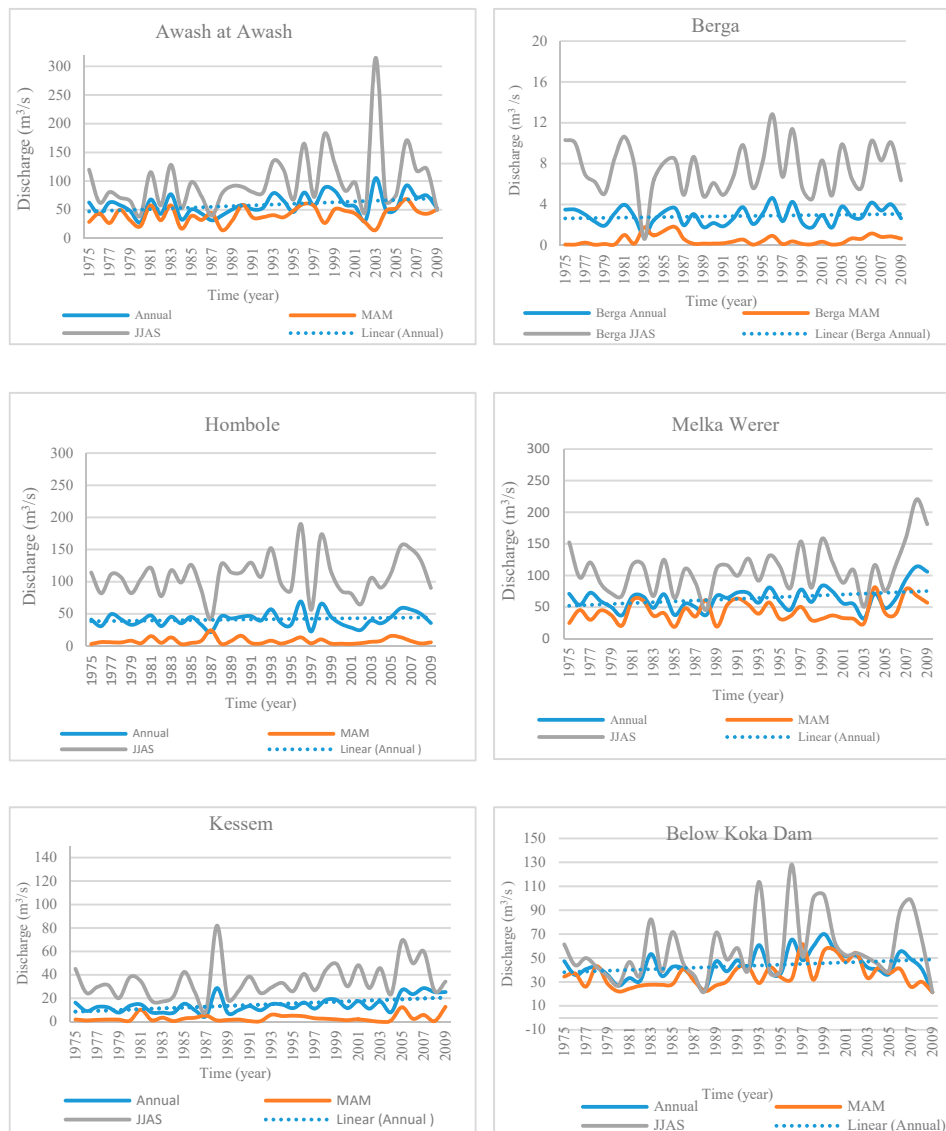 Awash at Awash
Discharge (m³/s)
300
250
200
150
100
50
0
1975 1977 1979 1981 1983 1985 1987 1989 1991 1993 1995 1997 1999 2001 2003 2005 2007 2009
Time (year)
Annual MAM
JJAS Linear (Annual)
Berga
Discharge (m³ /s)
20
16
12
8
4
0
1975 1977 1979 1981 1983 1985 1987 1989 1991 1993 1995 1997 1999 2001 2003 2005 2007 2009
Time (year)
Berga Annual Berga MAM
Berga JJAS Linear (Berga Annual)
Hombole
Discharge (m³/s)
300
250
200
150
100
50
0
1975 1977 1979 1981 1983 1985 1987 1989 1991 1993 1995 1997 1999 2001 2003 2005 2007 2009
Time (year)
Annual MAM
JJAS Linear (Annual )
Melka Werer
Discharge (m³/s)
300
250
200
150
100
50
0
1975 1977 1979 1981 1983 1985 1987 1989 1991 1993 1995 1997 1999 2001 2003 2005 2007 2009
Time (year)
Annual MAM
JJAS Linear (Annual)
Kessem
Discharge (m³/s)
140
120
100
80
60
40
20
0
1975 1977 1979 1981 1983 1985 1987 1989 1991 1993 1995 1997 1999 2001 2003 2005 2007 2009
Time (year)
Annual MAM
JJAS Linear (Annual )
Below Koka Dam
Discharge (m³/s)
150
130
110
90
70
50
30
10
-10
1975 1977 1979 1981 1983 1985 1987 1989 1991 1993 1995 1997 1999 2001 2003 2005 2007 2009
Time (year)
Annual MAM
JJAS Linear (Annual)